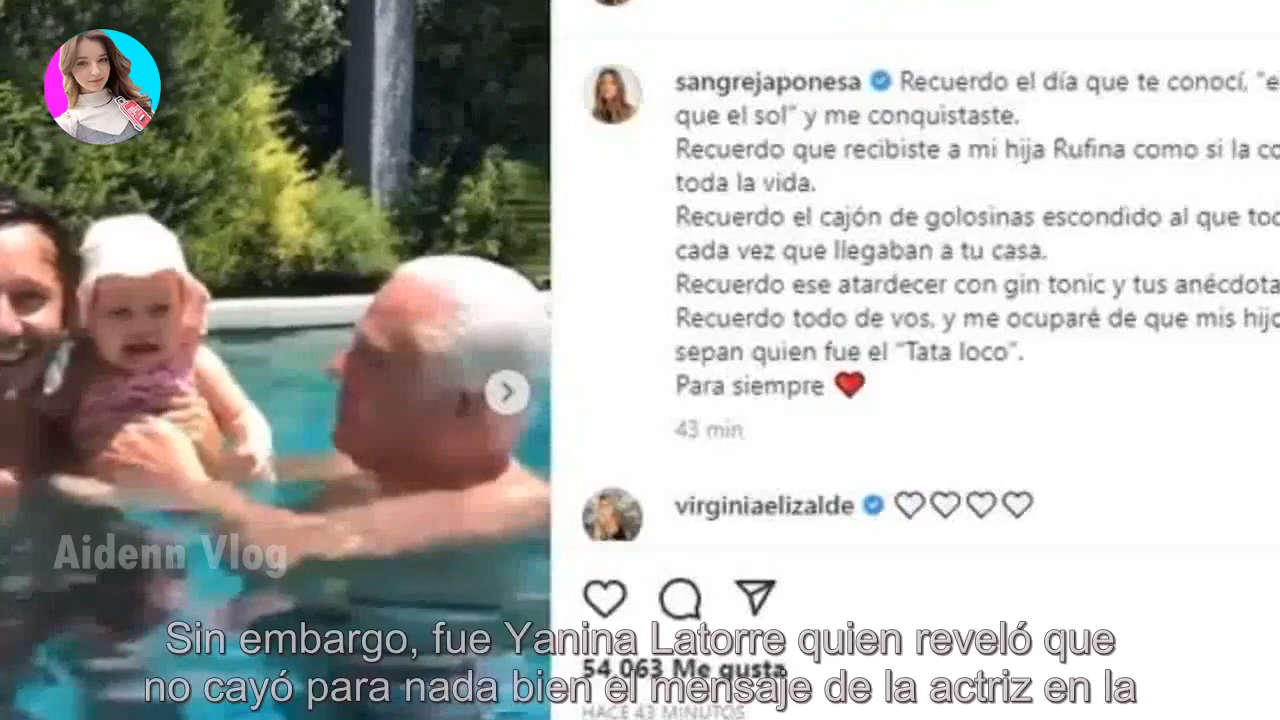 sangrejaponesa Recuerdo el día que te conocí, "e
que el sol" y me conquistaste.
Recuerdo que recibiste a mi hija Rufina como si la co
toda la vida.
Recuerdo el cajón de golosinas escondido al que toc
cada vez que llegaban a tu casa.
Recuerdo ese atardecer con gin tonic y tus anécdota
Recuerdo todo de vos, y me ocuparé de que mis hijo
sepan quien fue el "Tata loco".
Para siempre ❤️
43 min
virginiaelizalde ♡♡♡♡
Aidenn Vlog
54.063 Me gusta
HACE 43 MINUTOS
Sin embargo, fue Yanina Latorre quien reveló que
no cayó para nada bien el mensaje de la actriz en la